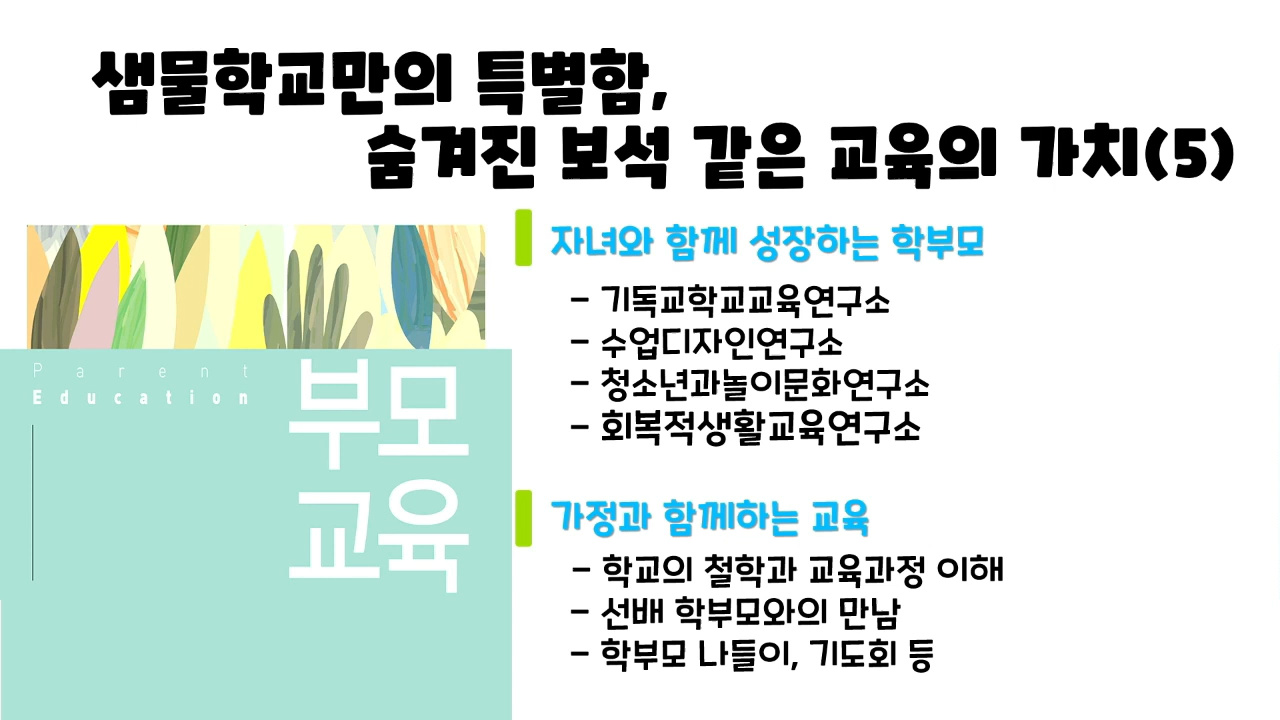 샘물학교만의 특별함,
숨겨진 보석 같은 교육의 가치(5)
Parent
Education
부모
교육
자녀와 함께 성장하는 학부모
- 기독교학교교육연구소
- 수업디자인연구소
- 청소년과놀이문화연구소
- 회복적생활교육연구소
가정과 함께하는 교육
- 학교의 철학과 교육과정 이해
- 선배 학부모와의 만남
- 학부모 나들이, 기도회 등